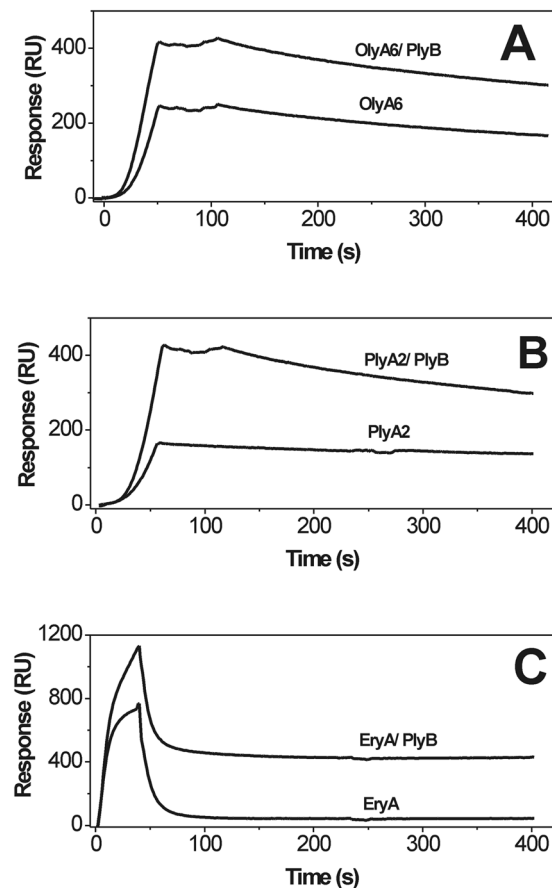 A
400
200
0
Response (RU)
OlyA6/ PlyB
OlyA6
0 100 200 300 400
Time (s)
B
400
200
0
Response (RU)
PlyA2/ PlyB
PlyA2
0 100 200 300 400
Time (s)
C
1200
800
400
0
Response (RU)
EryA/ PlyB
EryA
0 100 200 300 400
Time (s)